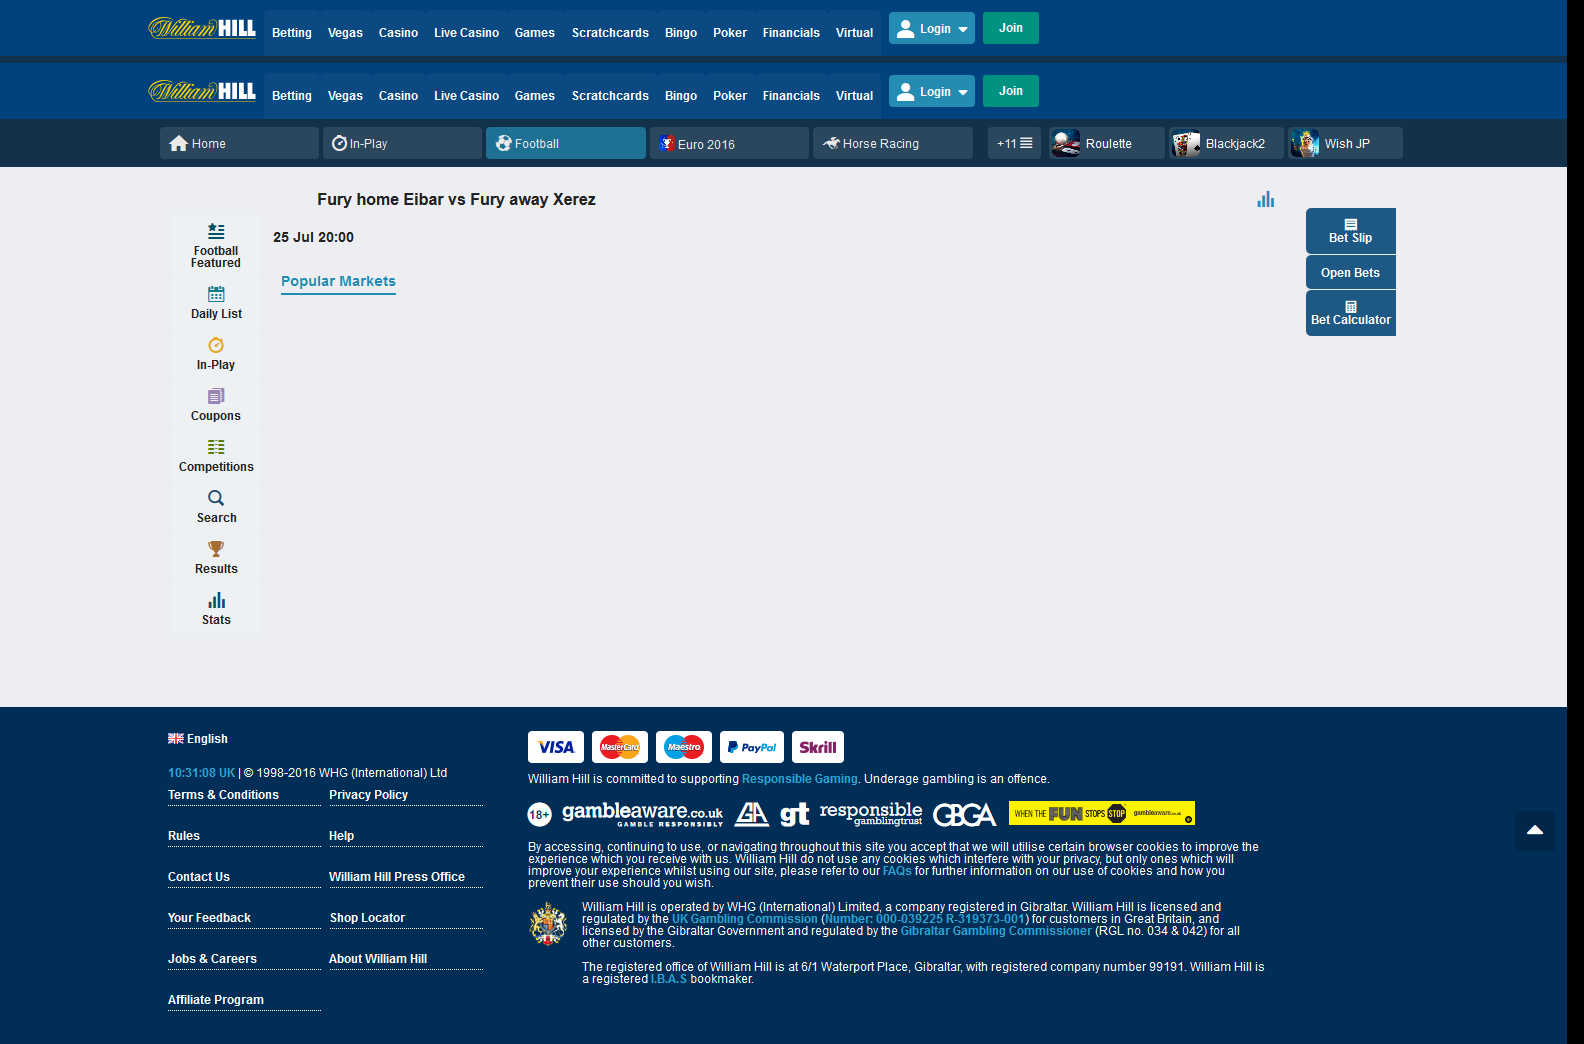 William HILL Betting Vegas Casino Live Casino Games Scratchcards Bingo Poker Financials Virtual Login Join
William HILL Betting Vegas Casino Live Casino Games Scratchcards Bingo Poker Financials Virtual Login Join
Home In-Play Football Euro 2016 Horse Racing +11 Roulette Blackjack2 Wish JP
Fury home Eibar vs Fury away Xerez
25 Jul 20:00
Popular Markets
Football
Featured
Daily List
In-Play
Coupons
Competitions
Search
Results
Stats
Bet Slip
Open Bets
Bet Calculator
English
10:31:08 UK | © 1998-2016 WHG (International) Ltd
Terms & Conditions Privacy Policy
Rules Help
Contact Us William Hill Press Office
Your Feedback Shop Locator
Jobs & Careers About William Hill
Affiliate Program
VISA MasterCard Maestro PayPal Skrill
William Hill is committed to supporting Responsible Gaming. Underage gambling is an offence.
18+ gambleaware.co.uk GAMBLE RESPONSIBLY GA gt responsible gamblingtrust GBGA WHEN THE FUN STOPS STOP gambleaware.co.uk
By accessing, continuing to use, or navigating throughout this site you accept that we will utilise certain browser cookies to improve the
experience which you receive with us. William Hill do not use any cookies which interfere with your privacy, but only ones which will
improve your experience whilst using our site, please refer to our FAQs for further information on our use of cookies and how you
prevent their use should you wish.
William Hill is operated by WHG (International) Limited, a company registered in Gibraltar. William Hill is licensed and
regulated by the UK Gambling Commission (Number: 000-039225 R-319373-001) for customers in Great Britain, and
licensed by the Gibraltar Government and regulated by the Gibraltar Gambling Commissioner (RGL no. 034 & 042) for all
other customers.
The registered office of William Hill is at 6/1 Waterport Place, Gibraltar, with registered company number 99191. William Hill is
a registered I.B.A.S bookmaker.